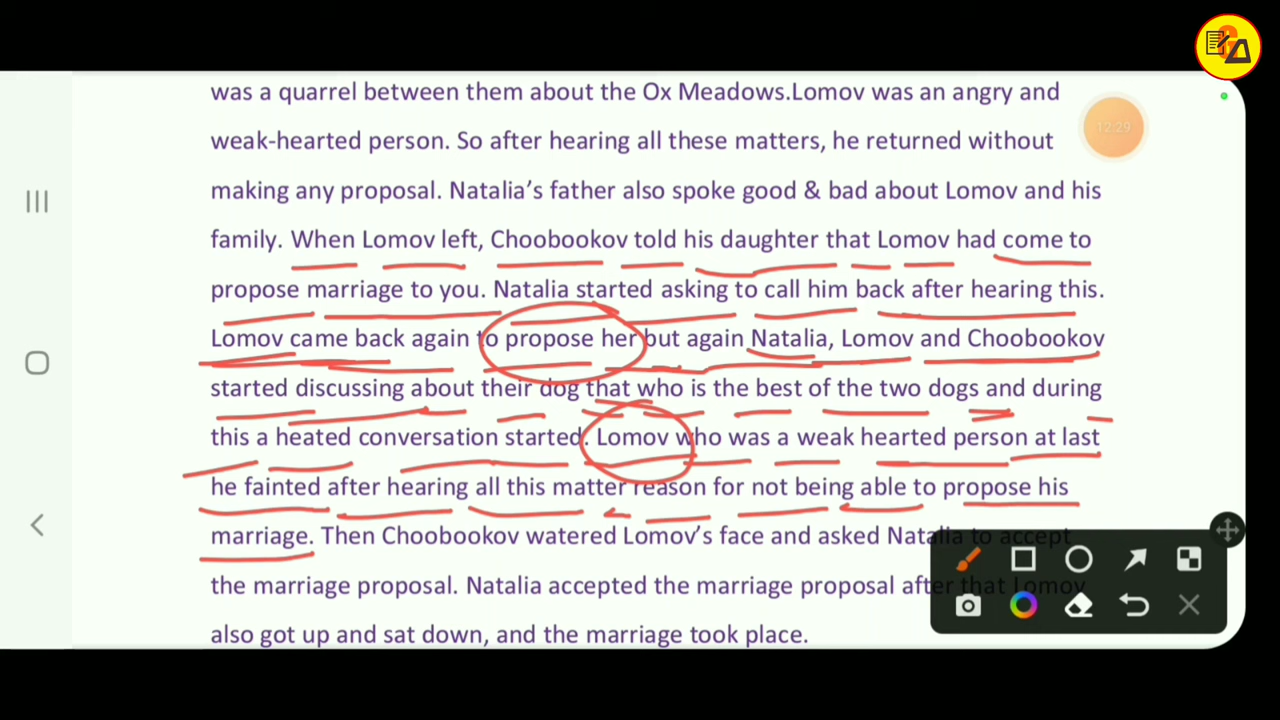 was a quarrel between them about the Ox Meadows.Lomov was an angry and
12:29
weak-hearted person. So after hearing all these matters, he returned without
making any proposal. Natalia’s father also spoke good & bad about Lomov and his
family. When Lomov left, Choobookov told his daughter that Lomov had come to
propose marriage to you. Natalia started asking to call him back after hearing this.
Lomov came back again to propose her but again Natalia, Lomov and Choobookov
started discussing about their dog that who is the best of the two dogs and during
this a heated conversation started. Lomov who was a weak hearted person at last
he fainted after hearing all this matter reason for not being able to propose his
marriage. Then Choobookov watered Lomov’s face and asked Natalia to accept
the marriage proposal. Natalia accepted the marriage proposal after that Lomov
also got up and sat down, and the marriage took place.